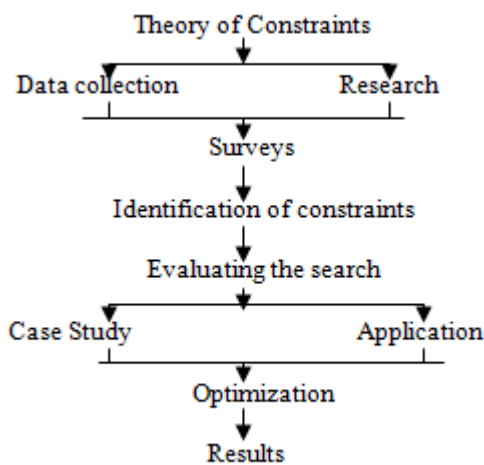 Theory of Constraints
Data collection
Research
Surveys
Identification of constraints
Evaluating the search
Case Study
Application
Optimization
Results